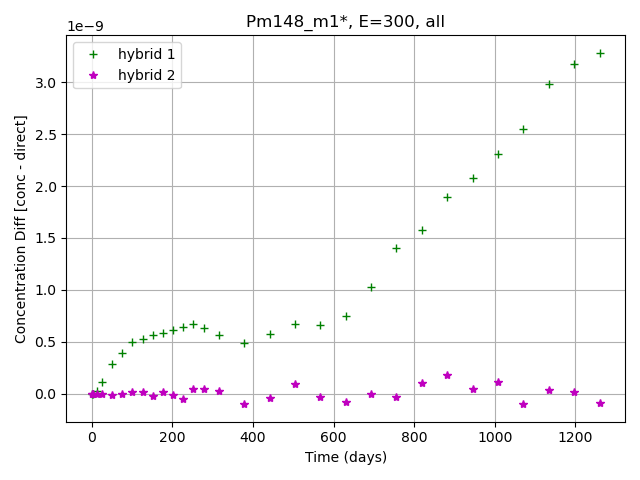 Pm148_m1*, E=300, all
1e−9
hybrid 1
hybrid 2
Concentration Diff [conc - direct]
3.0
2.5
2.0
1.5
1.0
0.5
0.0
0 200 400 600 800 1000 1200
Time (days)